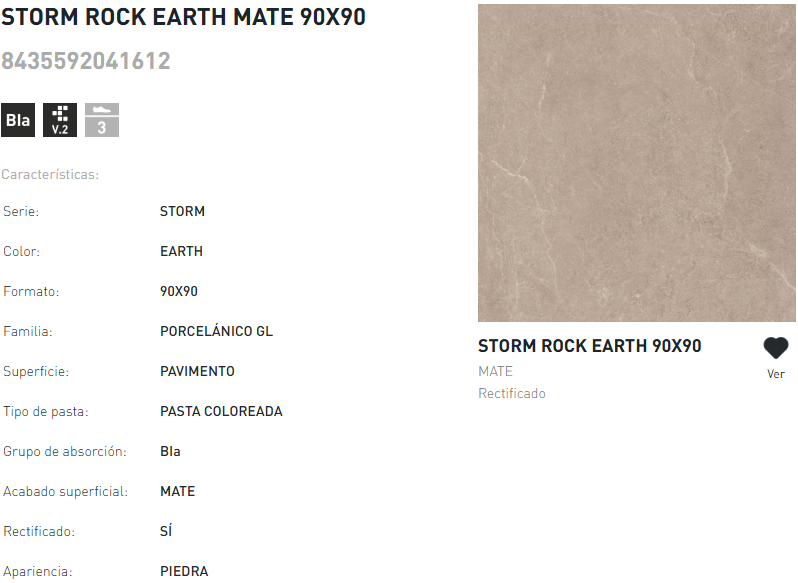 STORM ROCK EARTH MATE 90X90
8435592041612
BIa
V.2
3
Características:
Serie: STORM
Color: EARTH
Formato: 90X90
Familia: PORCELÁNICO GL
Superficie: PAVIMENTO
Tipo de pasta: PASTA COLOREADA
Grupo de absorción: BIa
Acabado superficial: MATE
Rectificado: SÍ
Apariencia: PIEDRA
STORM ROCK EARTH 90X90
MATE
Rectificado
Ver